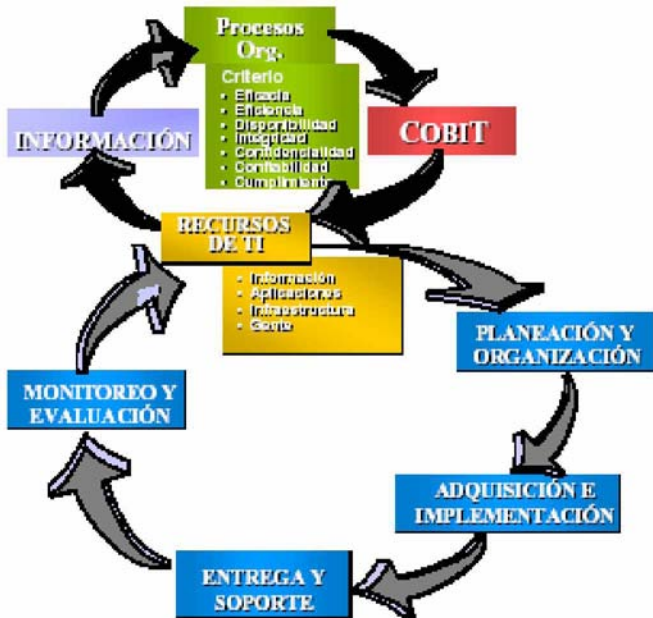 Procesos
Org.
Criterio
• Eficacia
• Eficiencia
• Disponibilidad
• Integridad
• Confidencialidad
• Confiabilidad
• Cumplimiento
INFORMACIÓN
COBIT
RECURSOS
DE TI
• Información
• Aplicaciones
• Infraestructura
• Gente
PLANEACIÓN Y
ORGANIZACIÓN
MONITOREO Y
EVALUACIÓN
ADQUISICIÓN E
IMPLEMENTACIÓN
ENTREGA Y
SOPORTE